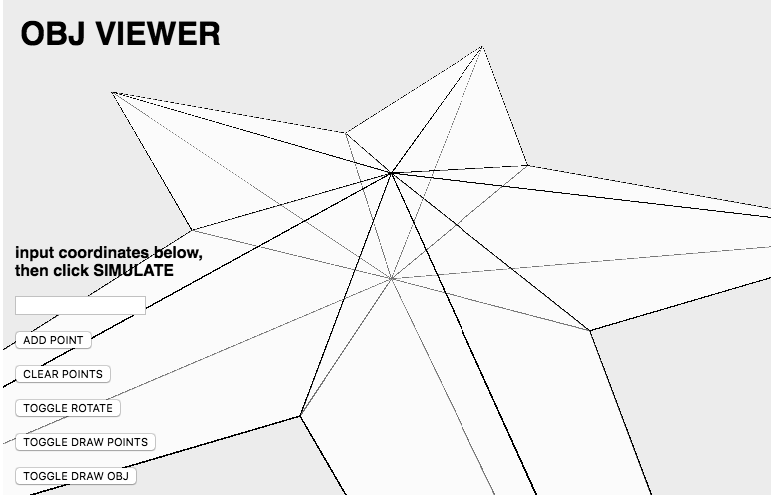 OBJ VIEWER
input coordinates below,
then click SIMULATE
ADD POINT
CLEAR POINTS
TOGGLE ROTATE
TOGGLE DRAW POINTS
TOGGLE DRAW OBJ